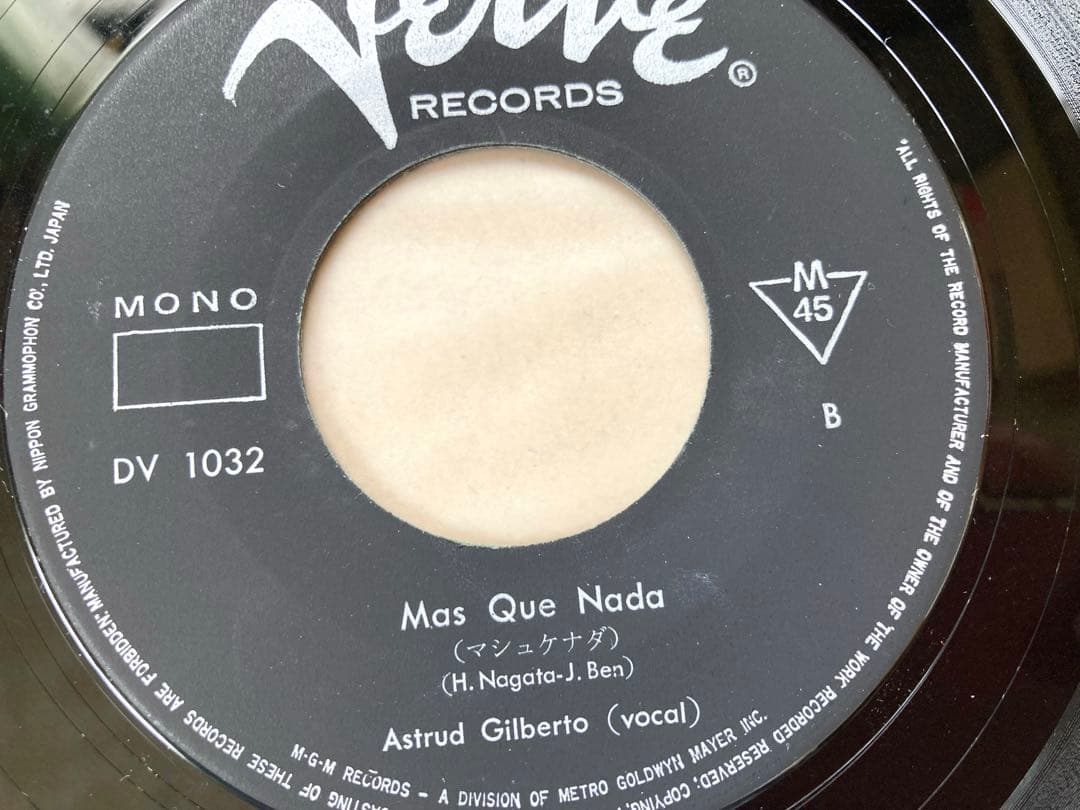 Verve ®
RECORDS
MONO
DV 1032
M
45
B
Mas Que Nada
(マシュケナダ)
(H. Nagata-J. Ben)
Astrud Gilberto (vocal)
M-G-M RECORDS – A DIVISION OF METRO GOLDWYN MAYER INC.
"ALL RIGHTS OF THE RECORD MANUFACTURER AND OF THE OWNER OF THE WORK RECORDED RESERVED; COPYING,
OF THESE RECORDS ARE FORBIDDEN." MANUFACTURED BY NIPPON GRAMMOPHON CO., LTD. JAPAN